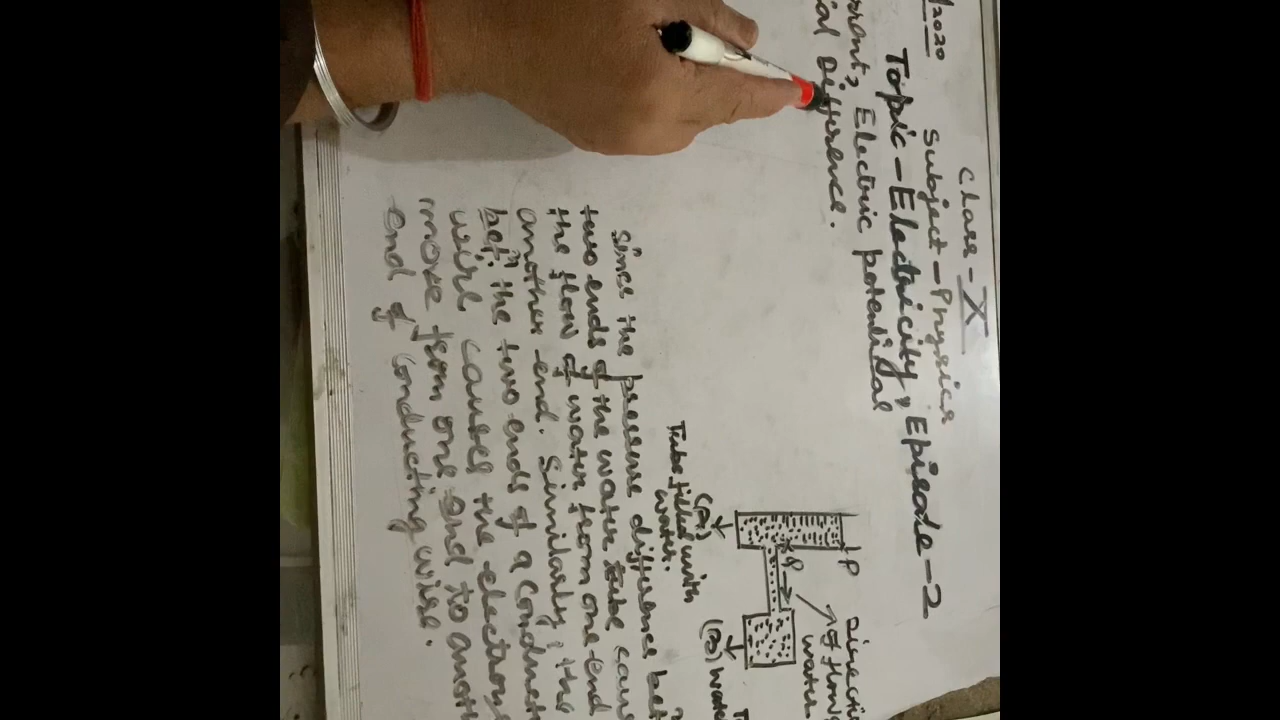 /2020
Class - X
Subject - Physics
Topic - Electricity, Episode - 2
Electric potential
Difference.
P
Direction
of flow
water
Q
(A)
(B) water
Tube filled with
water.
Since the pressure difference bet
two ends of the water tube caus
the flow of water from one end
another end. Similarly, the
betn the two ends of a conduct
wire causes the electrons
move from one end to anoth
end of conducting wire.